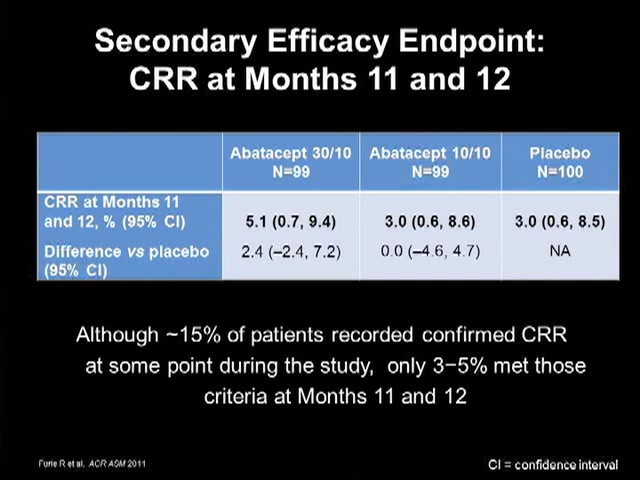 Secondary Efficacy Endpoint:
CRR at Months 11 and 12
Abatacept 30/10 Abatacept 10/10 Placebo
N=99 N=99 N=100
CRR at Months 11
and 12, % (95% CI) 5.1 (0.7, 9.4) 3.0 (0.6, 8.6) 3.0 (0.6, 8.5)
Difference vs placebo 2.4 (–2.4, 7.2) 0.0 (–4.6, 4.7) NA
(95% CI)
Although ~15% of patients recorded confirmed CRR
at some point during the study, only 3–5% met those
criteria at Months 11 and 12
Furie R et al. ACR ASM 2011
CI = confidence interval